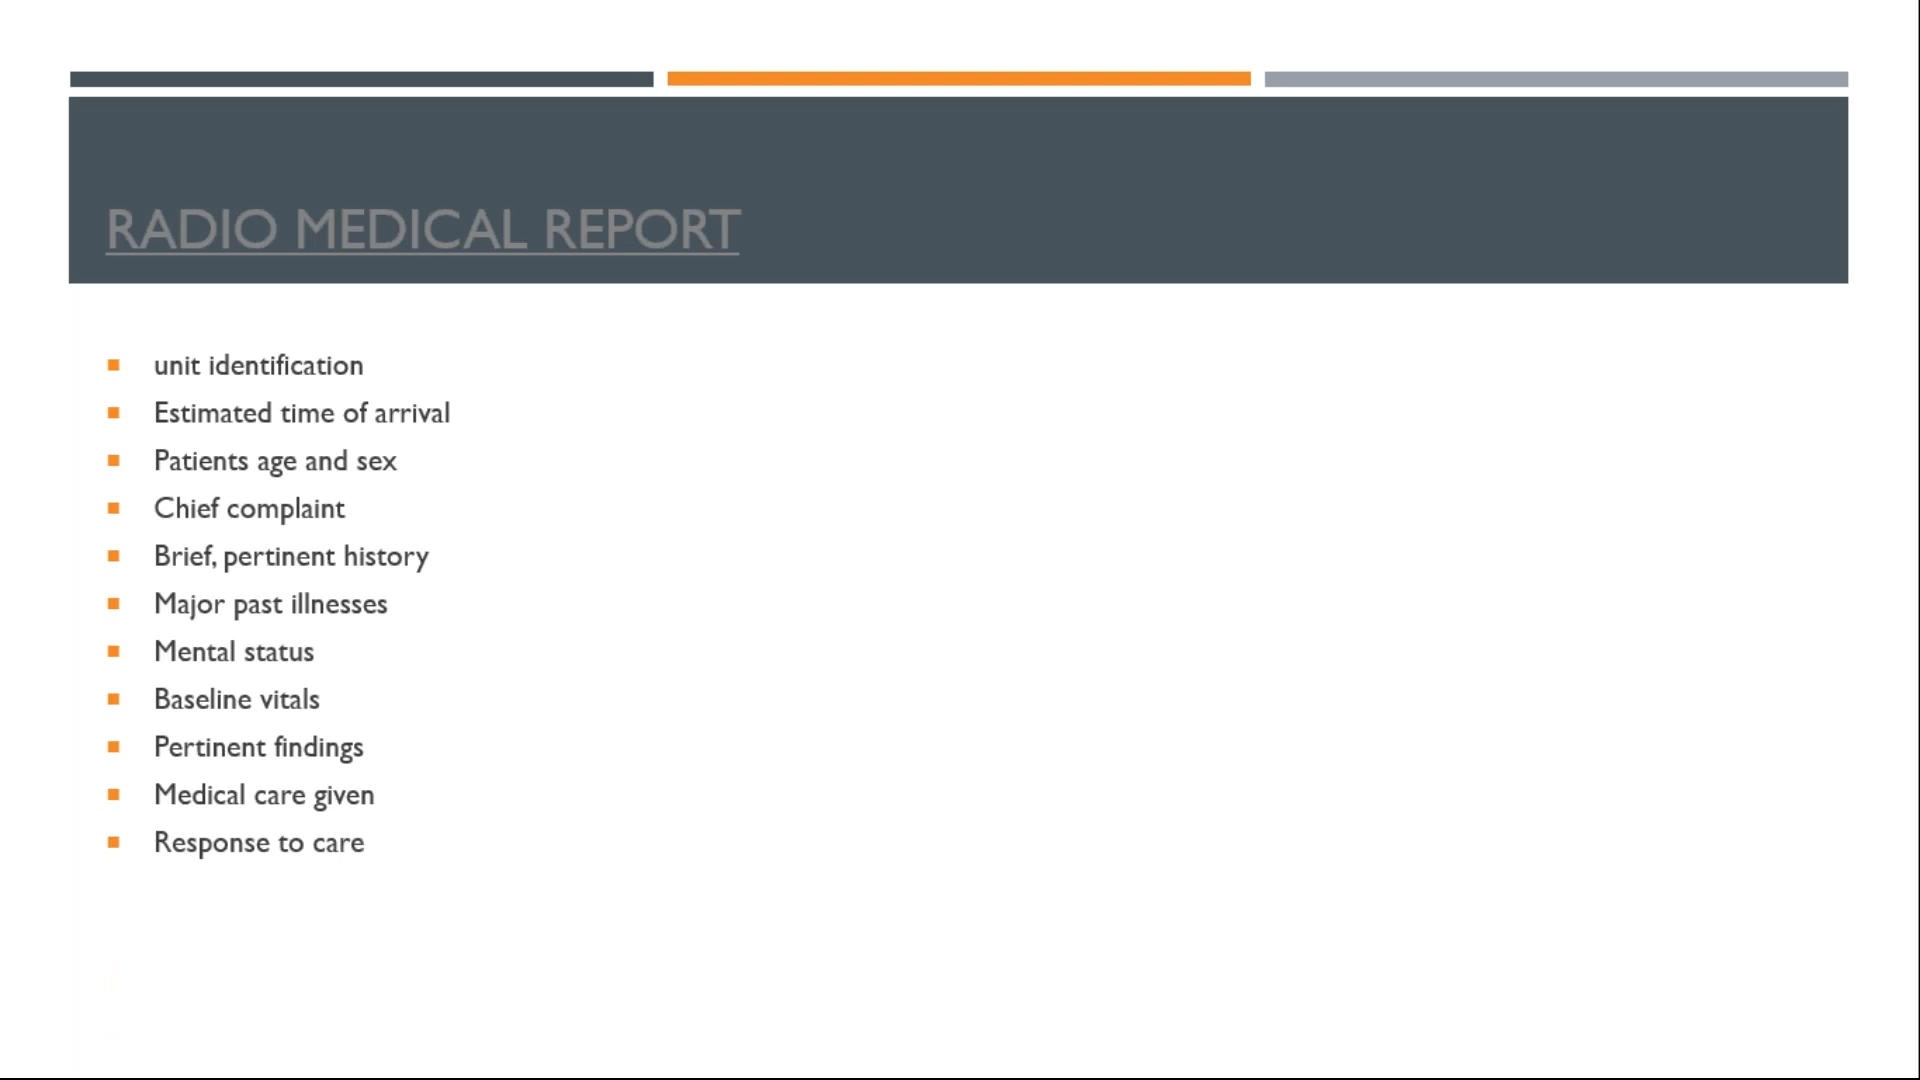 RADIO MEDICAL REPORT
unit identification
Estimated time of arrival
Patients age and sex
Chief complaint
Brief, pertinent history
Major past illnesses
Mental status
Baseline vitals
Pertinent findings
Medical care given
Response to care